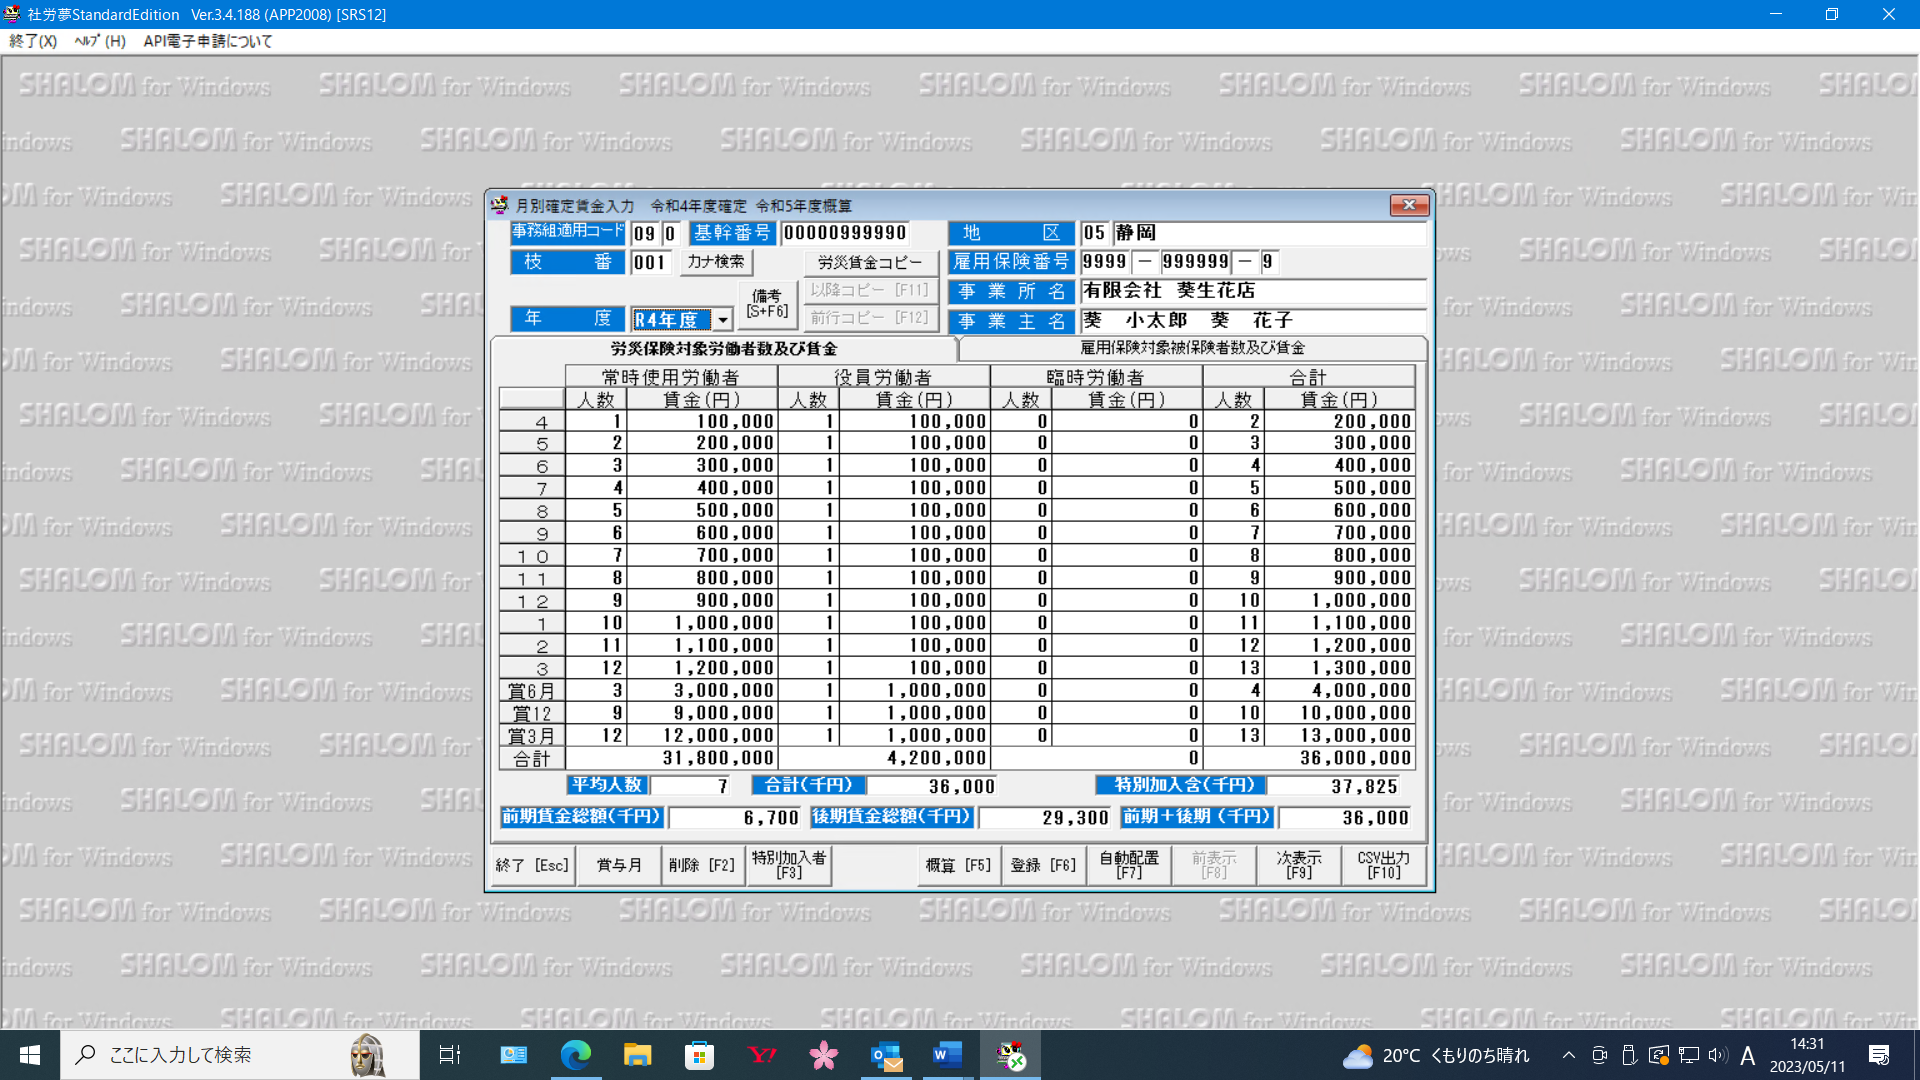 社労夢StandardEdition Ver.3.4.188 (APP2008) [SRS12]
終了(X) ﾍﾙﾌﾟ(H) API電子申請について
SHALOM for Windows
月別確定賃金入力 令和4年度確定 令和5年度概算
事務組適用コード 09 0 基幹番号 00000999990 地区 05 静岡
枝番 001 カナ検索 労災賃金コピー 雇用保険番号 9999 － 999999 － 9
備考 [S+F6] 以降コピー [F11] 事業所名 有限会社 葵生花店
年度 R4年度 前行コピー [F12] 事業主名 葵 小太郎 葵 花子
労災保険対象労働者数及び賃金 雇用保険対象被保険者数及び賃金
常時使用労働者 役員労働者 臨時労働者 合計
人数 賃金(円) 人数 賃金(円) 人数 賃金(円) 人数 賃金(円)
4 1 100,000 1 100,000 0 0 2 200,000
5 2 200,000 1 100,000 0 0 3 300,000
6 3 300,000 1 100,000 0 0 4 400,000
7 4 400,000 1 100,000 0 0 5 500,000
8 5 500,000 1 100,000 0 0 6 600,000
9 6 600,000 1 100,000 0 0 7 700,000
10 7 700,000 1 100,000 0 0 8 800,000
11 8 800,000 1 100,000 0 0 9 900,000
12 9 900,000 1 100,000 0 0 10 1,000,000
1 10 1,000,000 1 100,000 0 0 11 1,100,000
2 11 1,100,000 1 100,000 0 0 12 1,200,000
3 12 1,200,000 1 100,000 0 0 13 1,300,000
賞6月 3 3,000,000 1 1,000,000 0 0 4 4,000,000
賞12 9 9,000,000 1 1,000,000 0 0 10 10,000,000
賞3月 12 12,000,000 1 1,000,000 0 0 13 13,000,000
合計 31,800,000 4,200,000 0 36,000,000
平均人数 7 合計(千円) 36,000 特別加入含(千円) 37,825
前期賃金総額(千円) 6,700 後期賃金総額(千円) 29,300 前期＋後期(千円) 36,000
終了 [Esc] 賞与月 削除 [F2] 特別加入者 [F3] 概算 [F5] 登録 [F6] 自動配置 [F7] 前表示 [F8] 次表示 [F9] CSV出力 [F10]
ここに入力して検索 20°C くもりのち晴れ A 14:31
2023/05/11